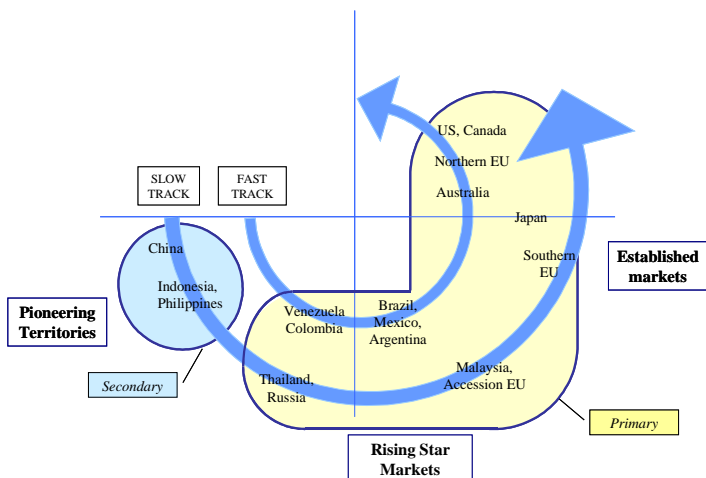 US, Canada
Northern EU
SLOW
TRACK
FAST
TRACK
Australia
Japan
China
Southern
EU
Established
markets
Indonesia,
Philippines
Pioneering
Territories
Venezuela
Colombia
Brazil,
Mexico,
Argentina
Malaysia,
Accession EU
Secondary
Thailand,
Russia
Primary
Rising Star
Markets